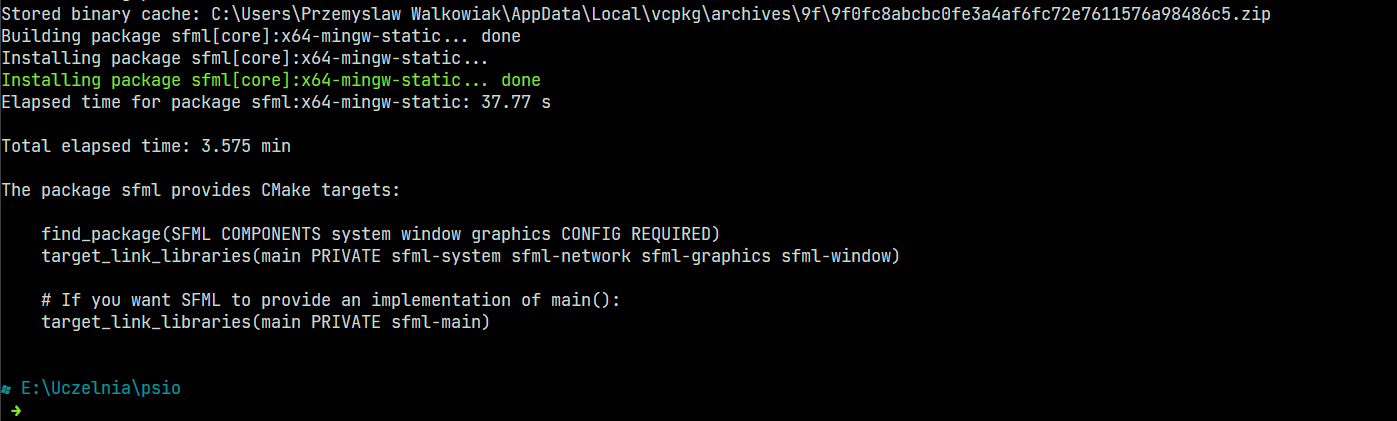 Stored binary cache: C:\Users\Przemyslaw Walkowiak\AppData\Local\vcpkg\archives\9f\9f0fc8abcbc0fe3a4af6fc72e7611576a98486c5.zip
Building package sfml[core]:x64-mingw-static... done
Installing package sfml[core]:x64-mingw-static...
Installing package sfml[core]:x64-mingw-static... done
Elapsed time for package sfml:x64-mingw-static: 37.77 s
Total elapsed time: 3.575 min
The package sfml provides CMake targets:
find_package(SFML COMPONENTS system window graphics CONFIG REQUIRED)
target_link_libraries(main PRIVATE sfml-system sfml-network sfml-graphics sfml-window)
# If you want SFML to provide an implementation of main():
target_link_libraries(main PRIVATE sfml-main)
E:\Uczelnia\psio
➜